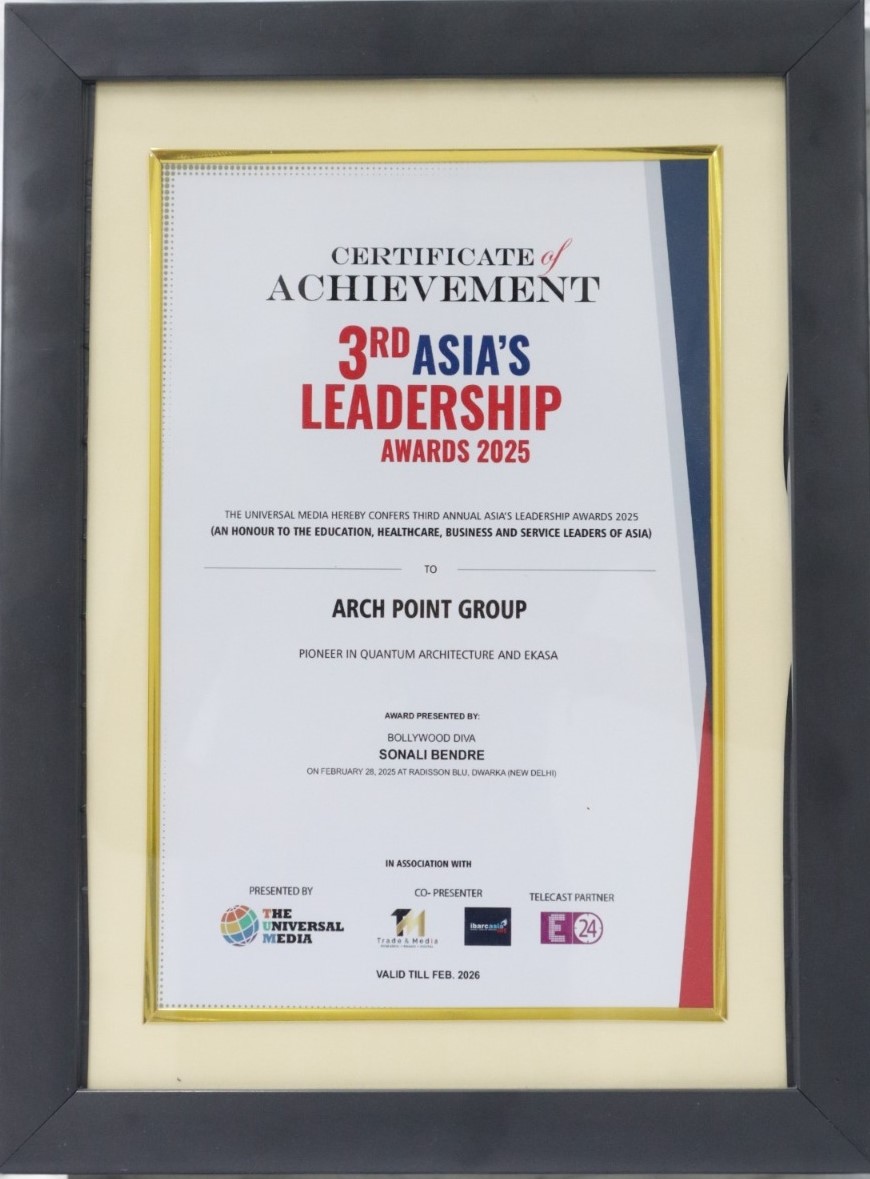 CERTIFICATE of
ACHIEVEMENT
3RD ASIA'S
LEADERSHIP
AWARDS 2025
THE UNIVERSAL MEDIA HEREBY CONFERS THIRD ANNUAL ASIA'S LEADERSHIP AWARDS 2025
(AN HONOUR TO THE EDUCATION, HEALTHCARE, BUSINESS AND SERVICE LEADERS OF ASIA)
TO
ARCH POINT GROUP
PIONEER IN QUANTUM ARCHITECTURE AND EKASA
AWARD PRESENTED BY:
BOLLYWOOD DIVA
SONALI BENDRE
ON FEBRUARY 28, 2025 AT RADISSON BLU, DWARKA (NEW DELHI)
IN ASSOCIATION WITH
PRESENTED BY
THE
UNIVERSAL
MEDIA
CO- PRESENTER
TM
Trade & Media
ibarcasia
TELECAST PARTNER
E 24
VALID TILL FEB. 2026